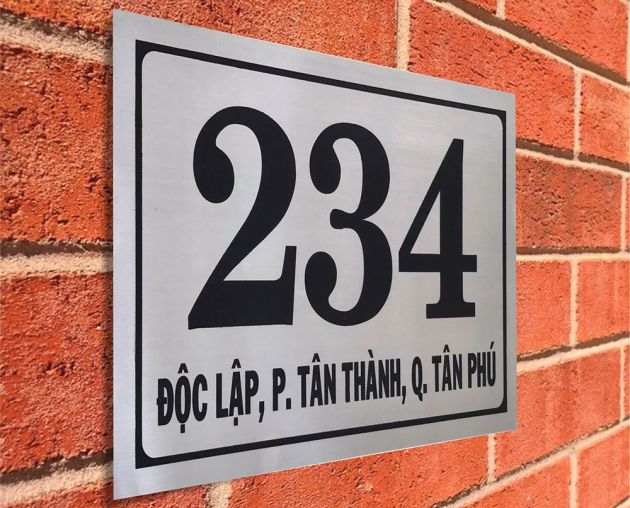 234
ĐỘC LẬP, P. TÂN THÀNH, Q. TÂN PHÚ